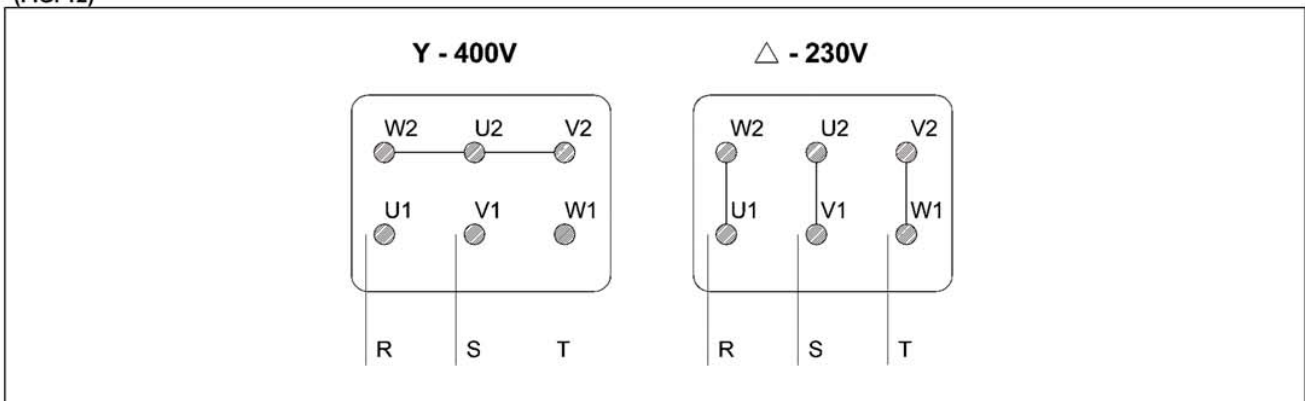 Y - 400V
△ - 230V
W2 U2 V2
U1 V1 W1
R S T
W2 U2 V2
U1 V1 W1
R S T